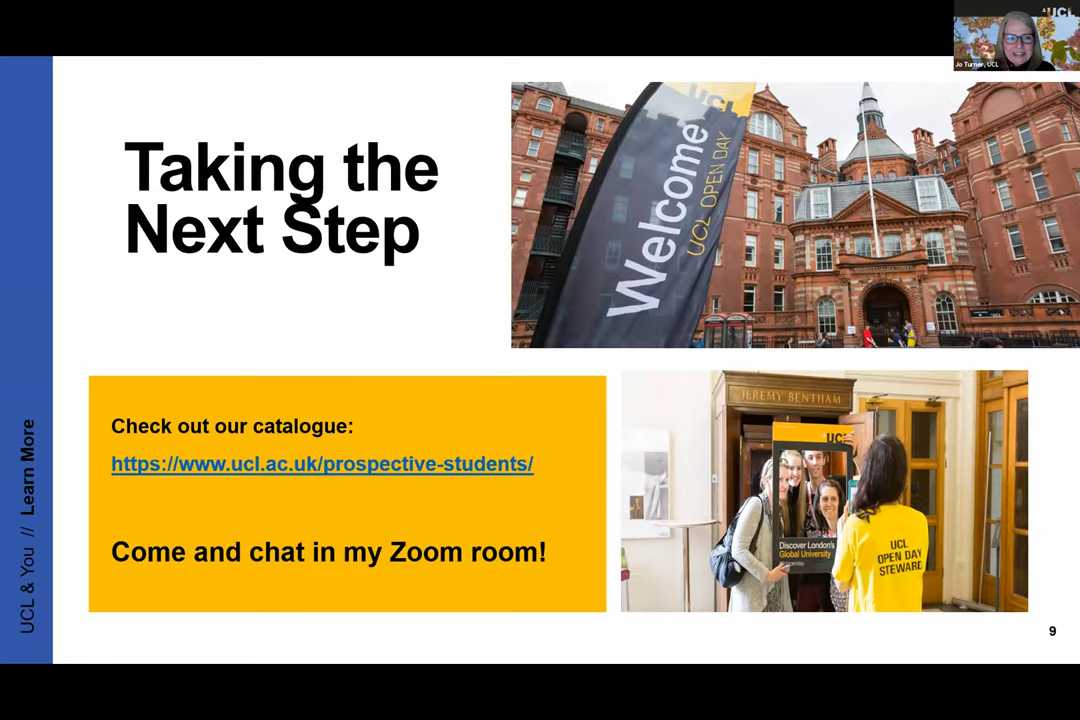 UCL
Jo Turner, UCL
Taking the
Next Step
UCL
Welcome
UCL OPEN DAY
Check out our catalogue:
https://www.ucl.ac.uk/prospective-students/
Come and chat in my Zoom room!
JEREMY BENTHAM
UCL
Discover London's
Global University
UCL
OPEN DAY
STEWARD
UCL & You // Learn More
9